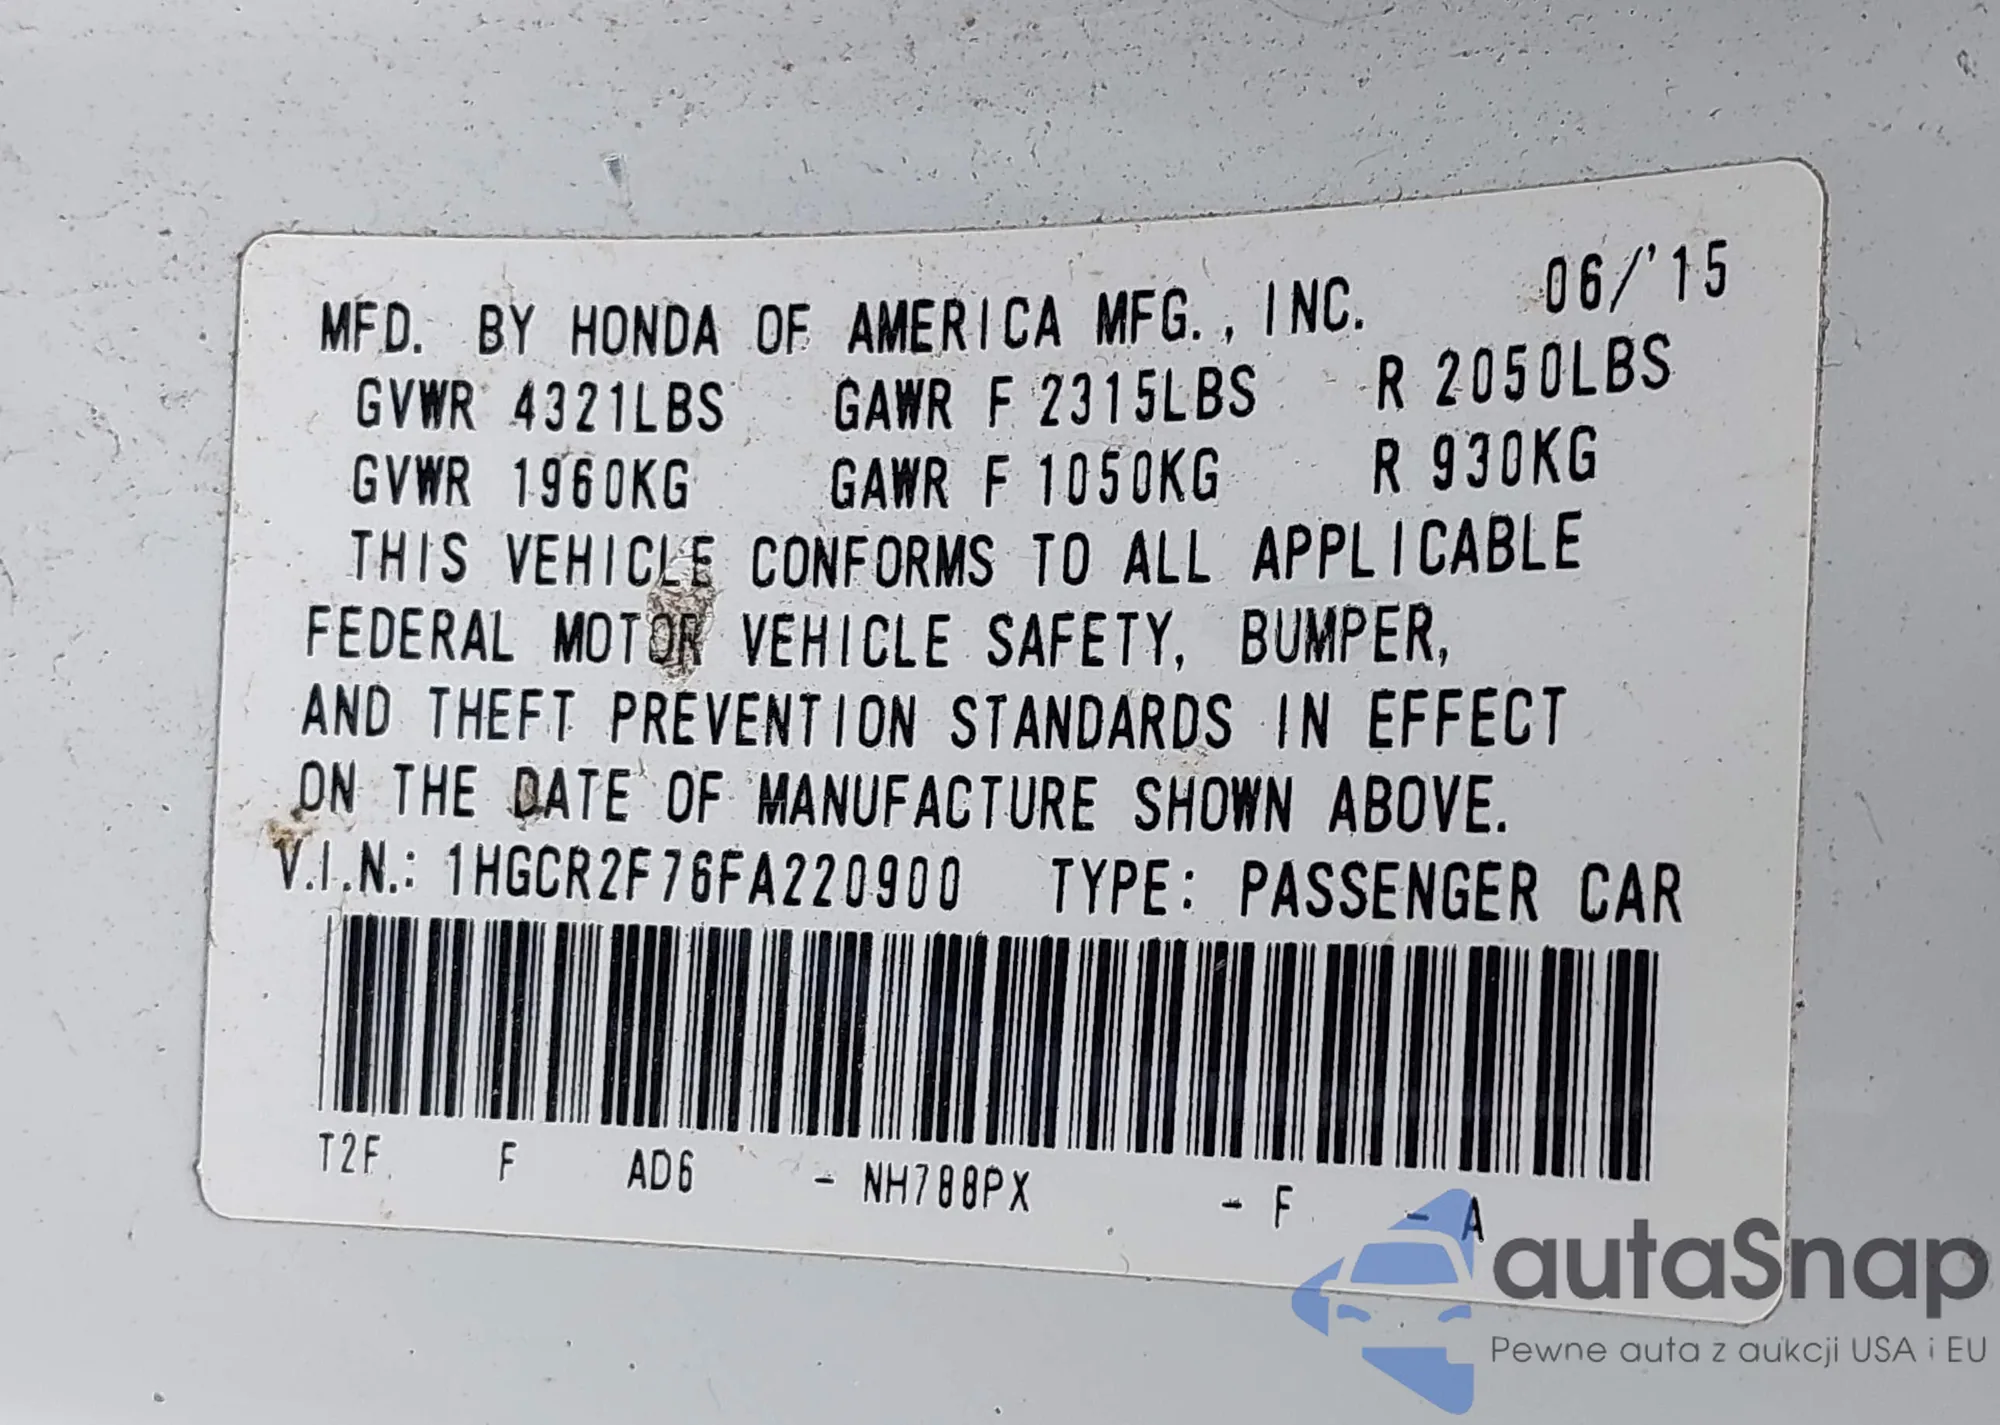 MFD. BY HONDA OF AMERICA MFG., INC. 06/'15
GVWR 4321LBS GAWR F 2315LBS R 2050LBS
GVWR 1960KG GAWR F 1050KG R 930KG
THIS VEHICLE CONFORMS TO ALL APPLICABLE
FEDERAL MOTOR VEHICLE SAFETY, BUMPER,
AND THEFT PREVENTION STANDARDS IN EFFECT
ON THE DATE OF MANUFACTURE SHOWN ABOVE.
V.I.N.: 1HGCR2F76FA220900 TYPE: PASSENGER CAR
T2F F AD6 - NH788PX - F - A
autaSnap
Pewne auta z aukcji USA i EU